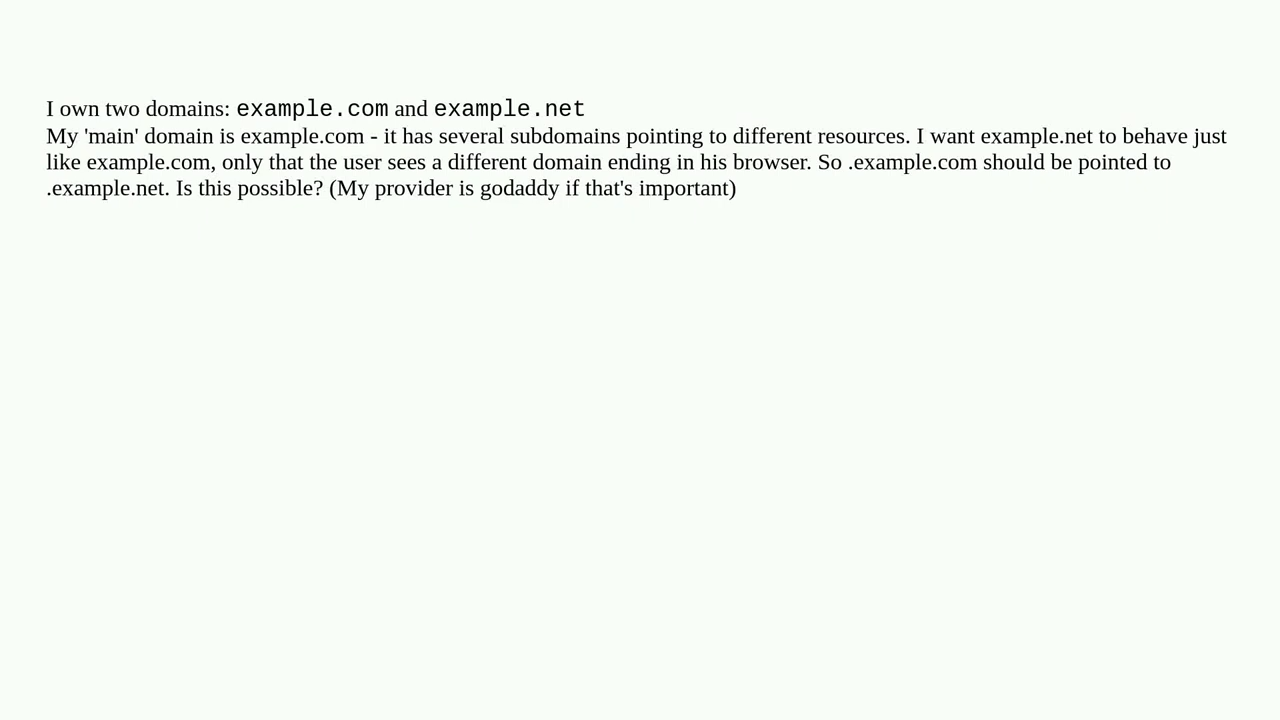 I own two domains: example.com and example.net
My 'main' domain is example.com - it has several subdomains pointing to different resources. I want example.net to behave just
like example.com, only that the user sees a different domain ending in his browser. So .example.com should be pointed to
.example.net. Is this possible? (My provider is godaddy if that's important)